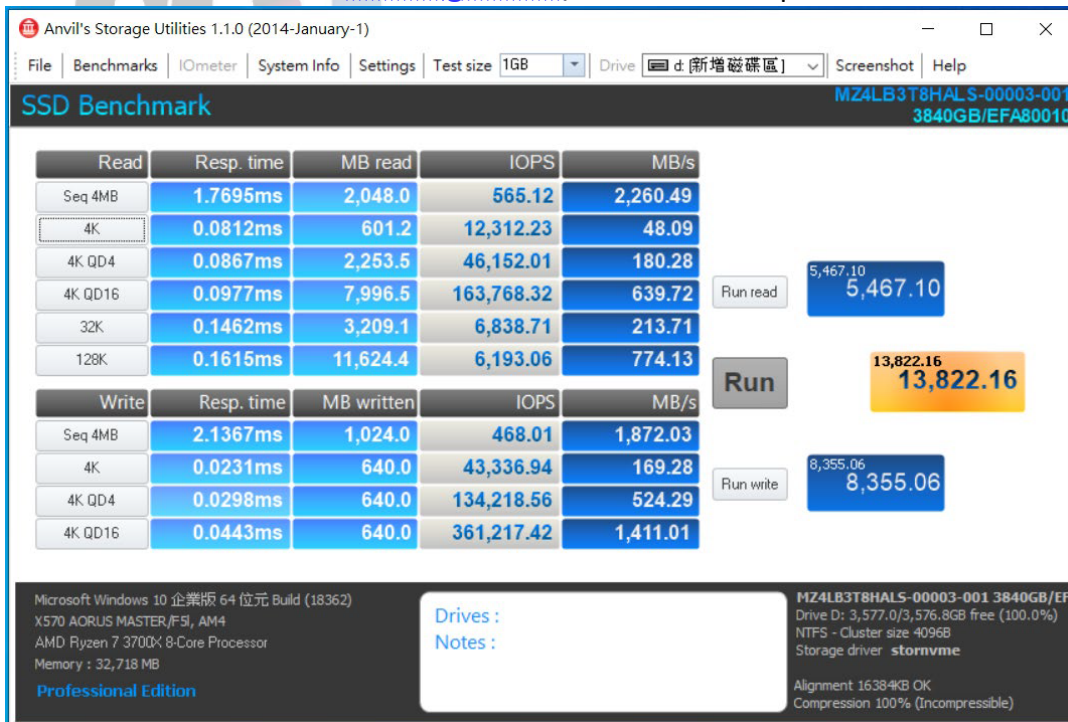 Anvil's Storage Utilities 1.1.0 (2014-January-1)
File Benchmarks IOmeter System Info Settings Test size 1GB Drive d: [新增磁碟區] Screenshot Help
SSD Benchmark
MZ4LB3T8HALS-00003-001
3840GB/EFA80010
Read Resp. time MB read IOPS MB/s
Seq 4MB 1.7695ms 2,048.0 565.12 2,260.49
4K 0.0812ms 601.2 12,312.23 48.09
4K QD4 0.0867ms 2,253.5 46,152.01 180.28
4K QD16 0.0977ms 7,996.5 163,768.32 639.72
32K 0.1462ms 3,209.1 6,838.71 213.71
128K 0.1615ms 11,624.4 6,193.06 774.13
Run read
5,467.10
5,467.10
Run
13,822.16
13,822.16
Write Resp. time MB written IOPS MB/s
Seq 4MB 2.1367ms 1,024.0 468.01 1,872.03
4K 0.0231ms 640.0 43,336.94 169.28
4K QD4 0.0298ms 640.0 134,218.56 524.29
4K QD16 0.0443ms 640.0 361,217.42 1,411.01
Run write
8,355.06
8,355.06
Microsoft Windows 10 企業版 64 位元 Build (18362)
X570 AORUS MASTER/F5l, AM4
AMD Ryzen 7 3700X 8-Core Processor
Memory : 32,718 MB
Professional Edition
Drives :
Notes :
MZ4LB3T8HALS-00003-001 3840GB/EF
Drive D: 3,577.0/3,576.8GB free (100.0%)
NTFS - Cluster size 4096B
Storage driver stornvme
Alignment 16384KB OK
Compression 100% (Incompressible)